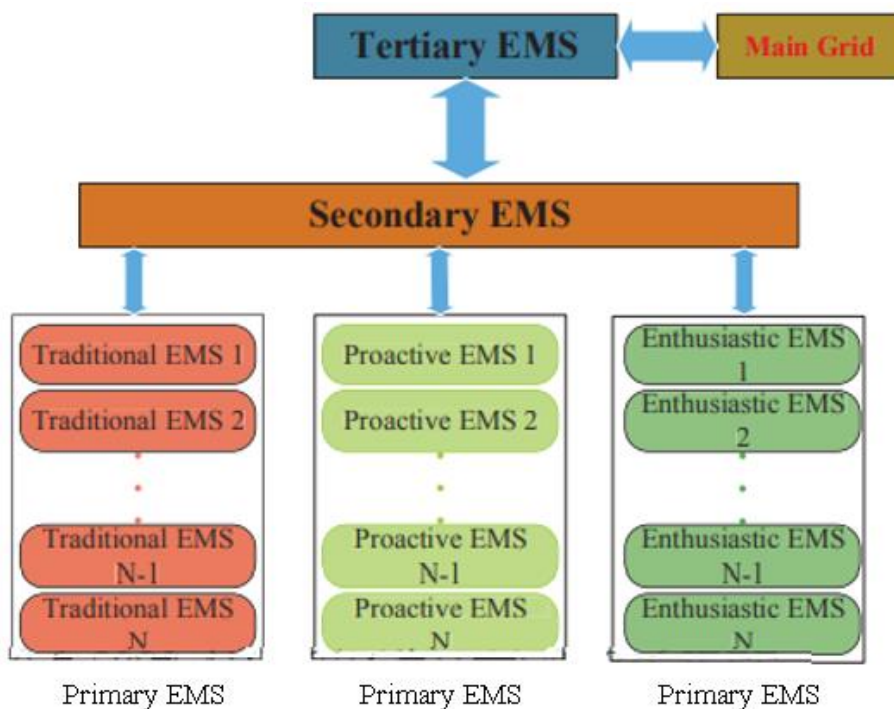 Tertiary EMS
Main Grid
Secondary EMS
Traditional EMS 1
Traditional EMS 2
Traditional EMS
N-1
Traditional EMS
N
Primary EMS
Proactive EMS 1
Proactive EMS 2
Proactive EMS
N-1
Proactive EMS
N
Primary EMS
Enthusiastic EMS
1
Enthusiastic EMS
2
Enthusiastic EMS
N-1
Enthusiastic EMS
N
Primary EMS